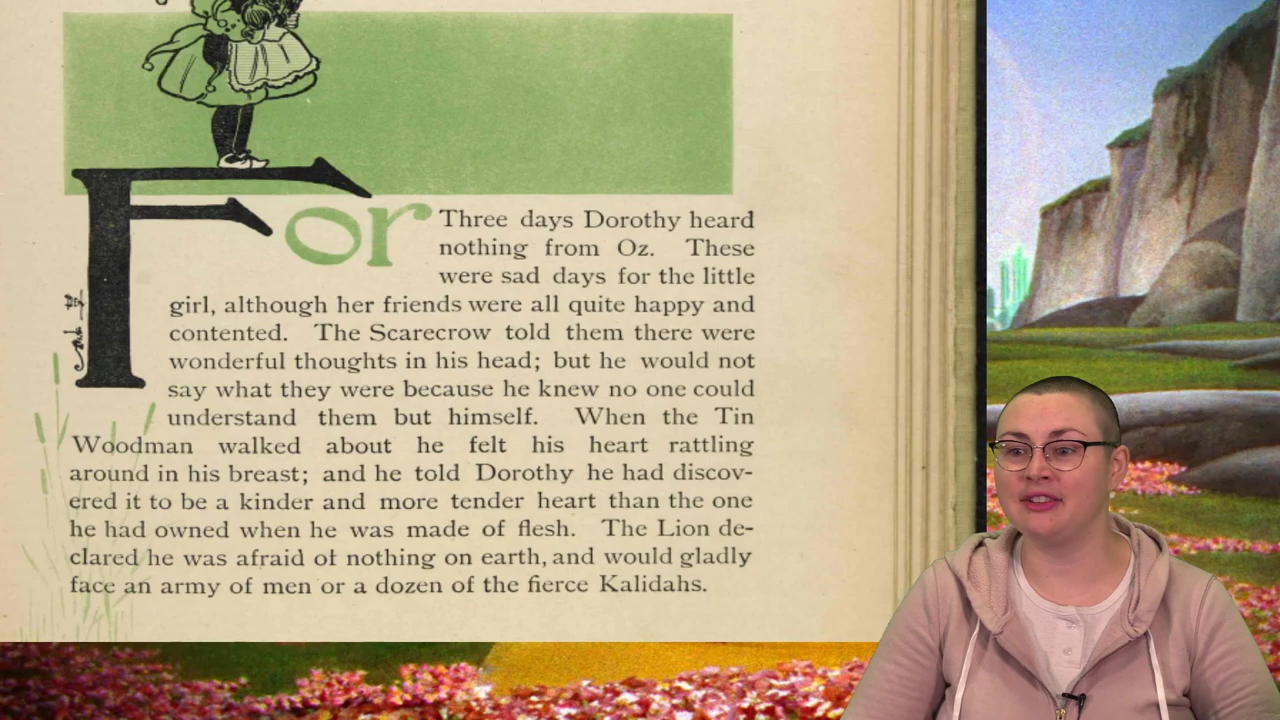 For Three days Dorothy heard
nothing from Oz. These
were sad days for the little
girl, although her friends were all quite happy and
contented. The Scarecrow told them there were
wonderful thoughts in his head; but he would not
say what they were because he knew no one could
understand them but himself. When the Tin
Woodman walked about he felt his heart rattling
around in his breast; and he told Dorothy he had discov-
ered it to be a kinder and more tender heart than the one
he had owned when he was made of flesh. The Lion de-
clared he was afraid of nothing on earth, and would gladly
face an army of men or a dozen of the fierce Kalidahs.